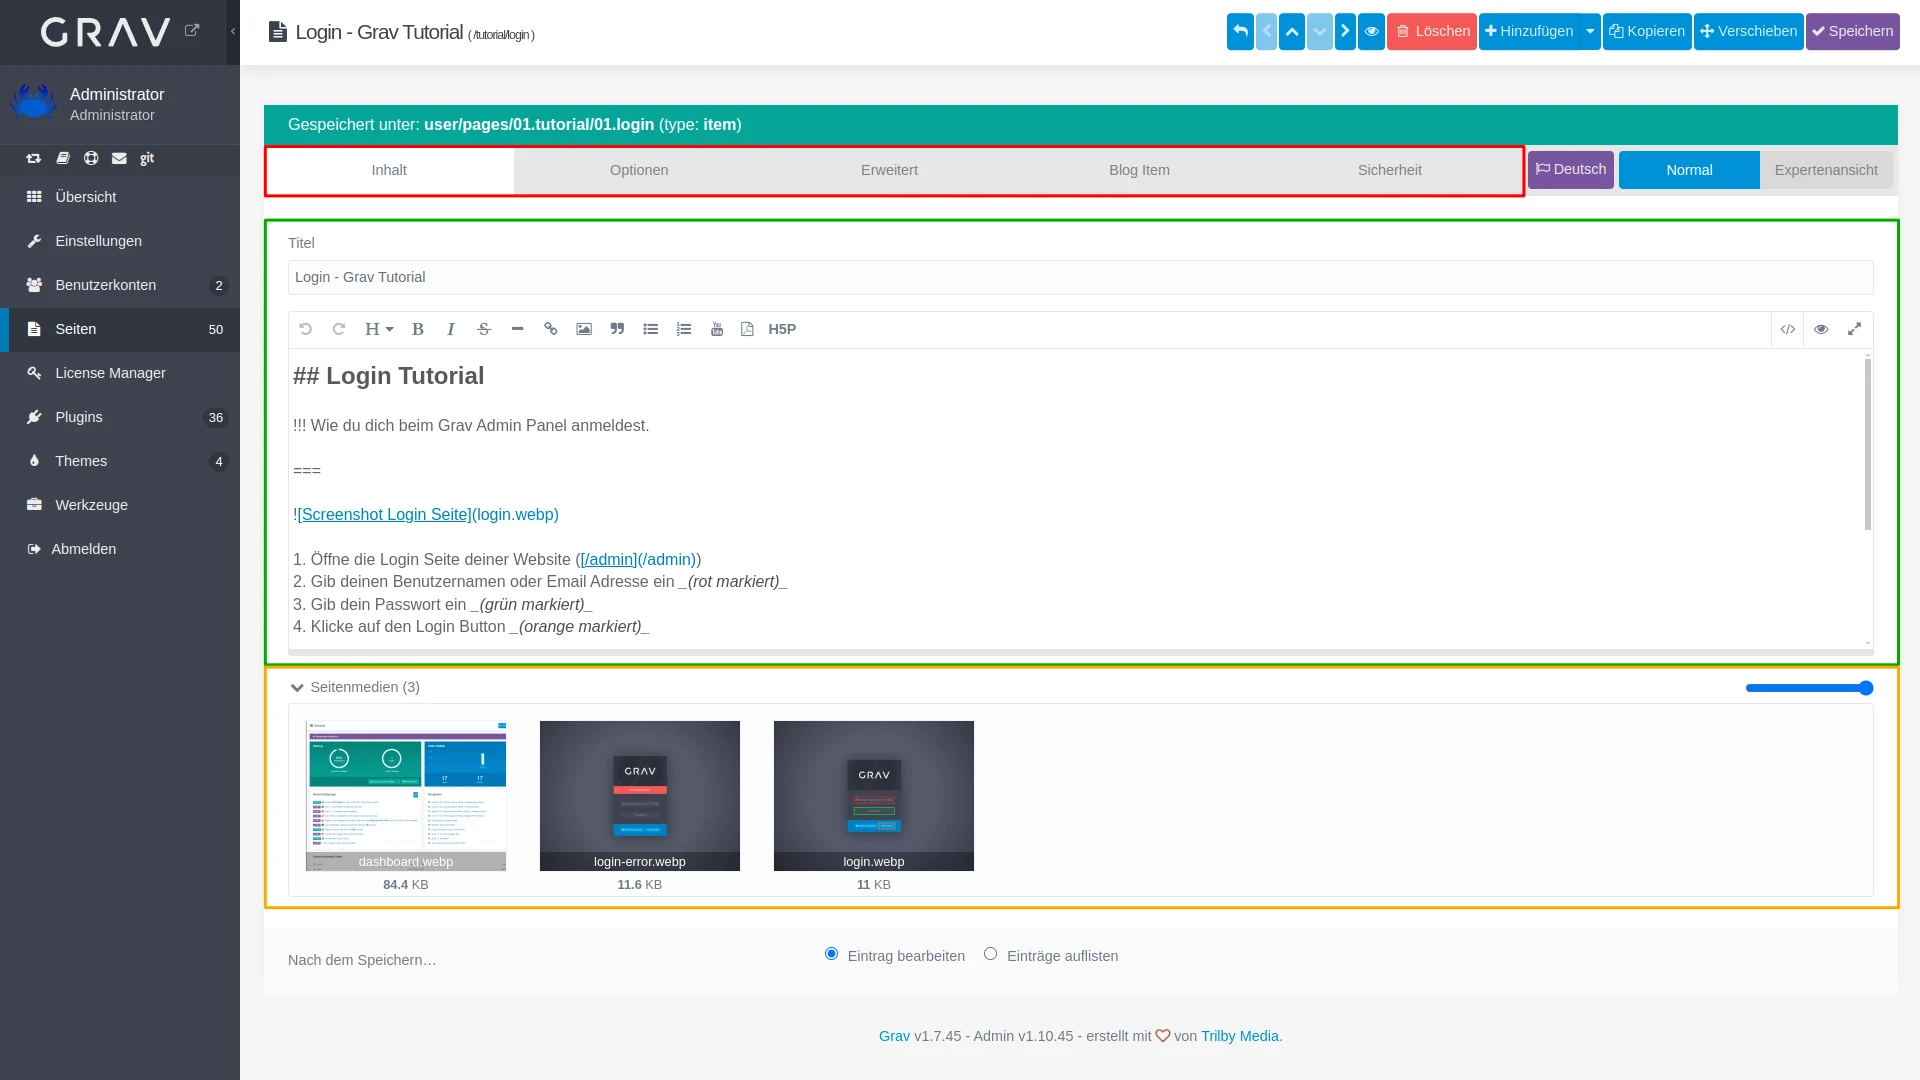 GRAV
Login - Grav Tutorial ( /tutorial/login )
Löschen
Hinzufügen
Kopieren
Verschieben
Speichern
Administrator
Administrator
git
Übersicht
Einstellungen
Benutzerkonten 2
Seiten 50
License Manager
Plugins 36
Themes 4
Werkzeuge
Abmelden
Gespeichert unter: user/pages/01.tutorial/01.login (type: item)
Inhalt
Optionen
Erweitert
Blog Item
Sicherheit
Deutsch
Normal
Expertenansicht
Titel
Login - Grav Tutorial
H B I S H5P
## Login Tutorial
!!! Wie du dich beim Grav Admin Panel anmeldest.
===
![Screenshot Login Seite](login.webp)
1. Öffne die Login Seite deiner Website ([/admin](/admin))
2. Gib deinen Benutzernamen oder Email Adresse ein _(rot markiert)_
3. Gib dein Passwort ein _(grün markiert)_
4. Klicke auf den Login Button _(orange markiert)_
Seitenmedien (3)
GRAV
GRAV
dashboard.webp
login-error.webp
login.webp
84.4 KB
11.6 KB
11 KB
Nach dem Speichern…
Eintrag bearbeiten
Einträge auflisten
Grav v1.7.45 - Admin v1.10.45 - erstellt mit von Trilby Media.